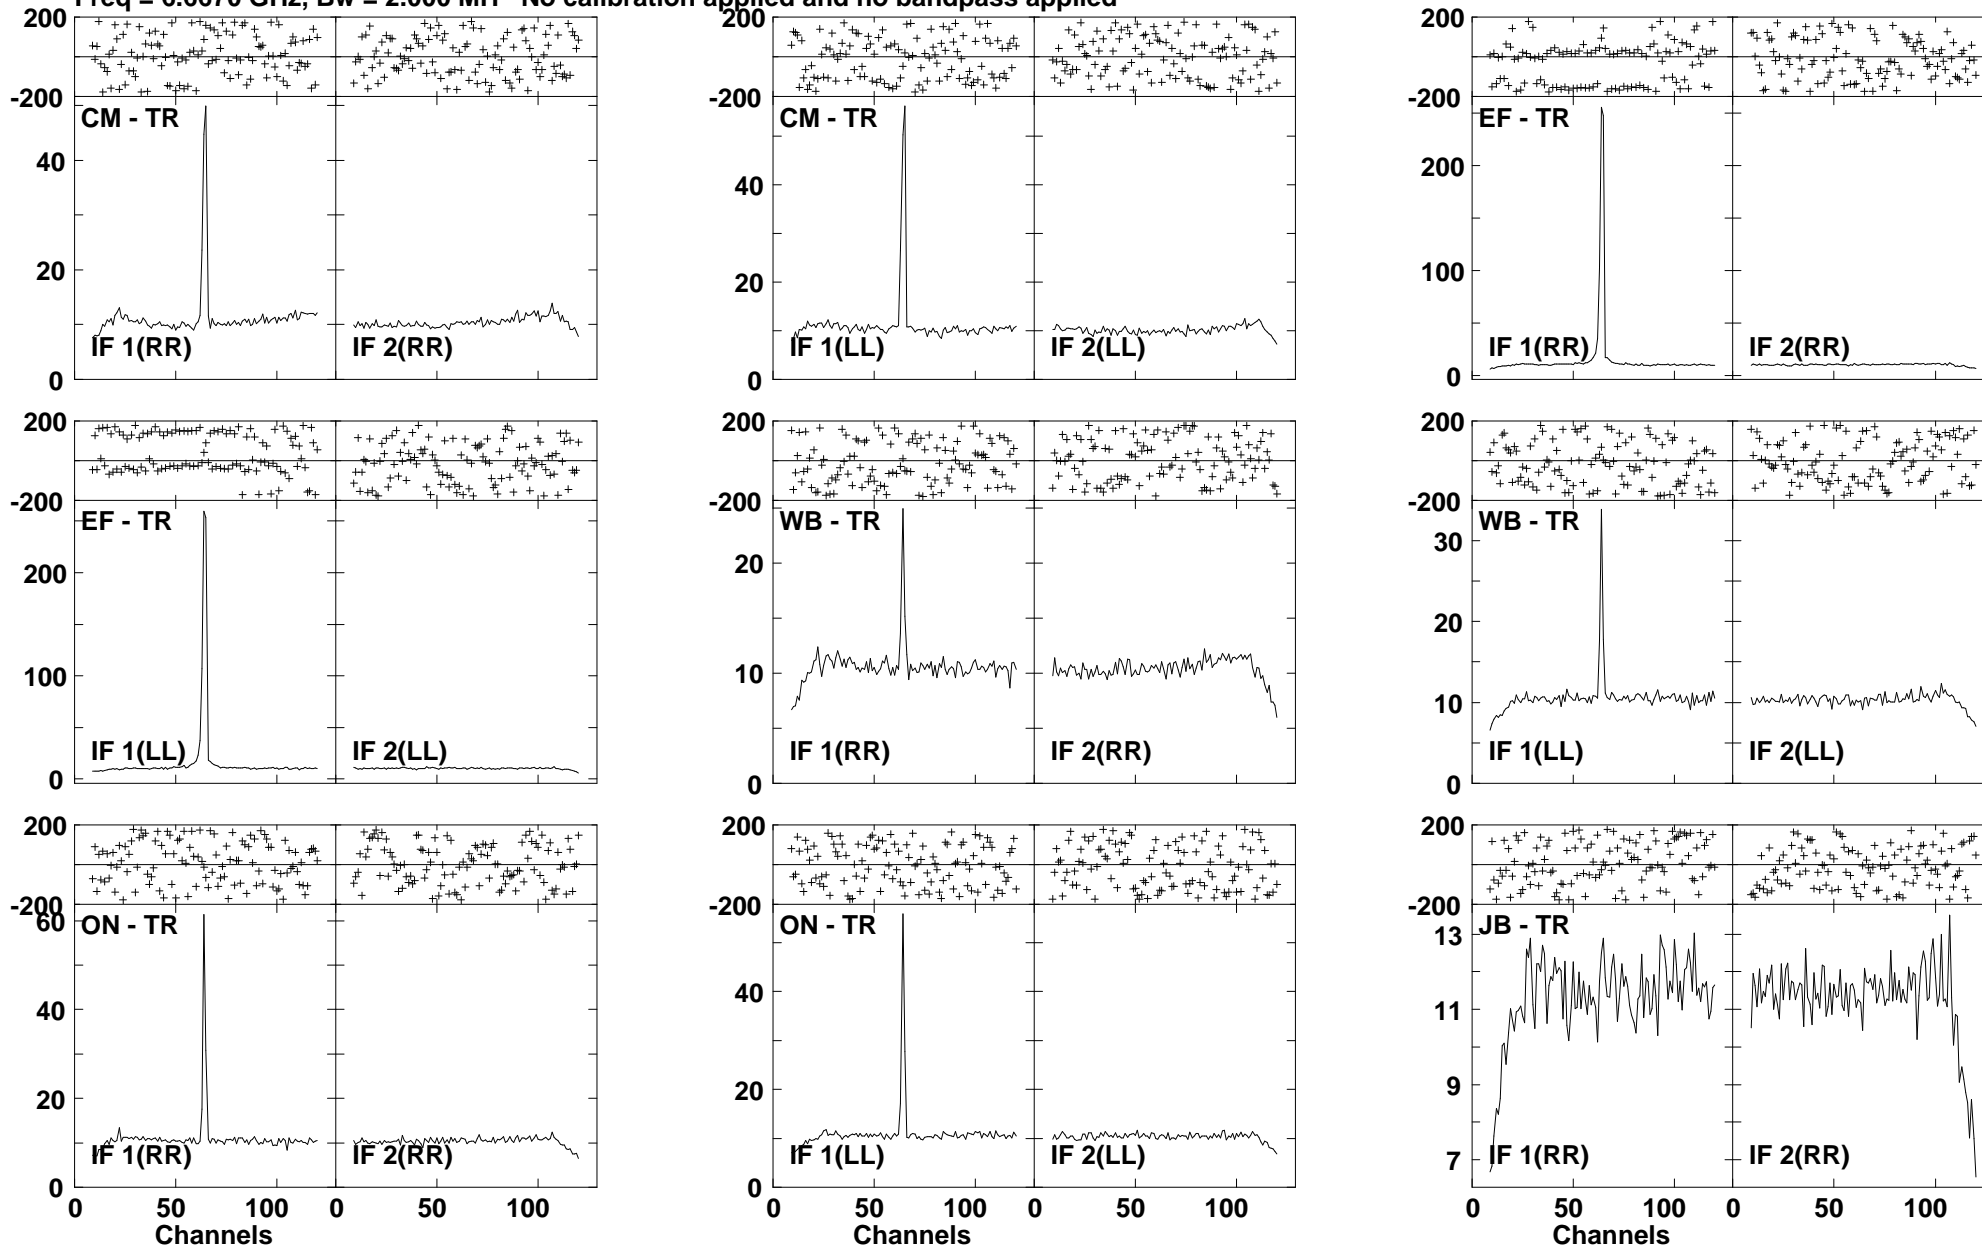 Freq = 6.6670 GHz, Bw = 2.000 MH No calibration applied and no bandpass applied
200 200 200
-200 -200 -200
CM - TR CM - TR EF - TR
40 40 200
20 20 100
IF 1(RR) IF 2(RR) IF 1(LL) IF 2(LL) IF 1(RR) IF 2(RR)
0 0 0
200 200 200
-200 -200 -200
EF - TR WB - TR WB - TR
200 20 30
20
100 10 10
IF 1(LL) IF 2(LL) IF 1(RR) IF 2(RR) IF 1(LL) IF 2(LL)
0 0 0
200 200 200
-200 -200 -200
60 13
ON - TR ON - TR JB - TR
40 40 11
20 20 9
IF 1(RR) IF 2(RR) IF 1(LL) IF 2(LL) IF 1(RR) IF 2(RR)
0 0 7
0 50 100 0 50 100 0 50 100 0 50 100 0 50 100 0 50 100
Channels Channels Channels